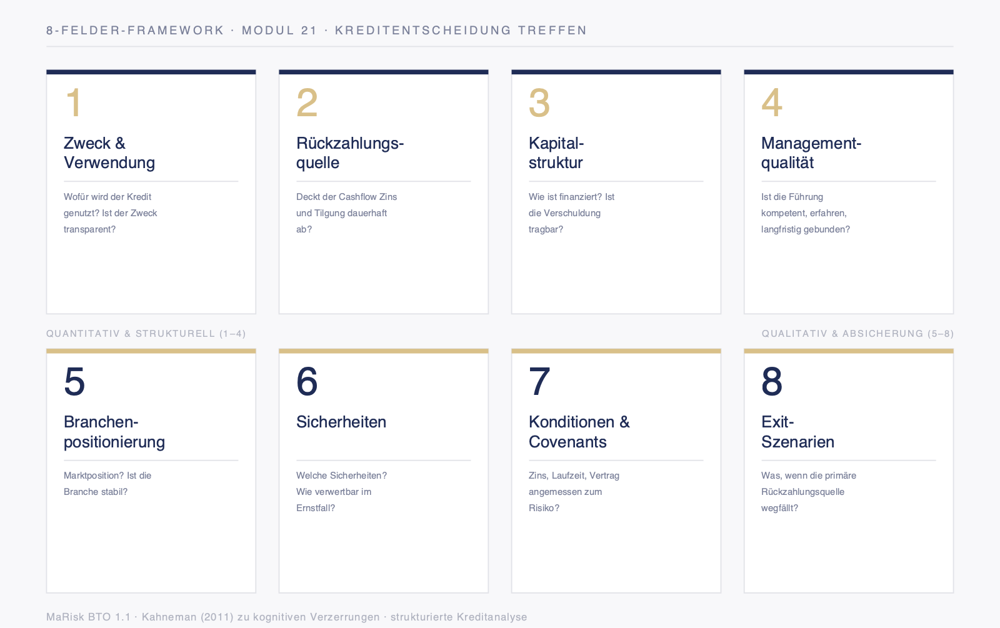 8-FELDER-FRAMEWORK · MODUL 21 · KREDITENTSCHEIDUNG TREFFEN
1
Zweck &
Verwendung
Wofür wird der Kredit
genutzt? Ist der Zweck
transparent?
2
Rückzahlungs-
quelle
Deckt der Cashflow Zins
und Tilgung dauerhaft
ab?
3
Kapital-
struktur
Wie ist finanziert? Ist
die Verschuldung
tragbar?
4
Management-
qualität
Ist die Führung
kompetent, erfahren,
langfristig gebunden?
QUANTITATIV & STRUKTURELL (1–4)
QUALITATIV & ABSICHERUNG (5–8)
5
Branchen-
positionierung
Marktposition? Ist die
Branche stabil?
6
Sicherheiten
Welche Sicherheiten?
Wie verwertbar im
Ernstfall?
7
Konditionen &
Covenants
Zins, Laufzeit, Vertrag
angemessen zum
Risiko?
8
Exit-
Szenarien
Was, wenn die primäre
Rückzahlungsquelle
wegfällt?
MaRisk BTO 1.1 · Kahneman (2011) zu kognitiven Verzerrungen · strukturierte Kreditanalyse